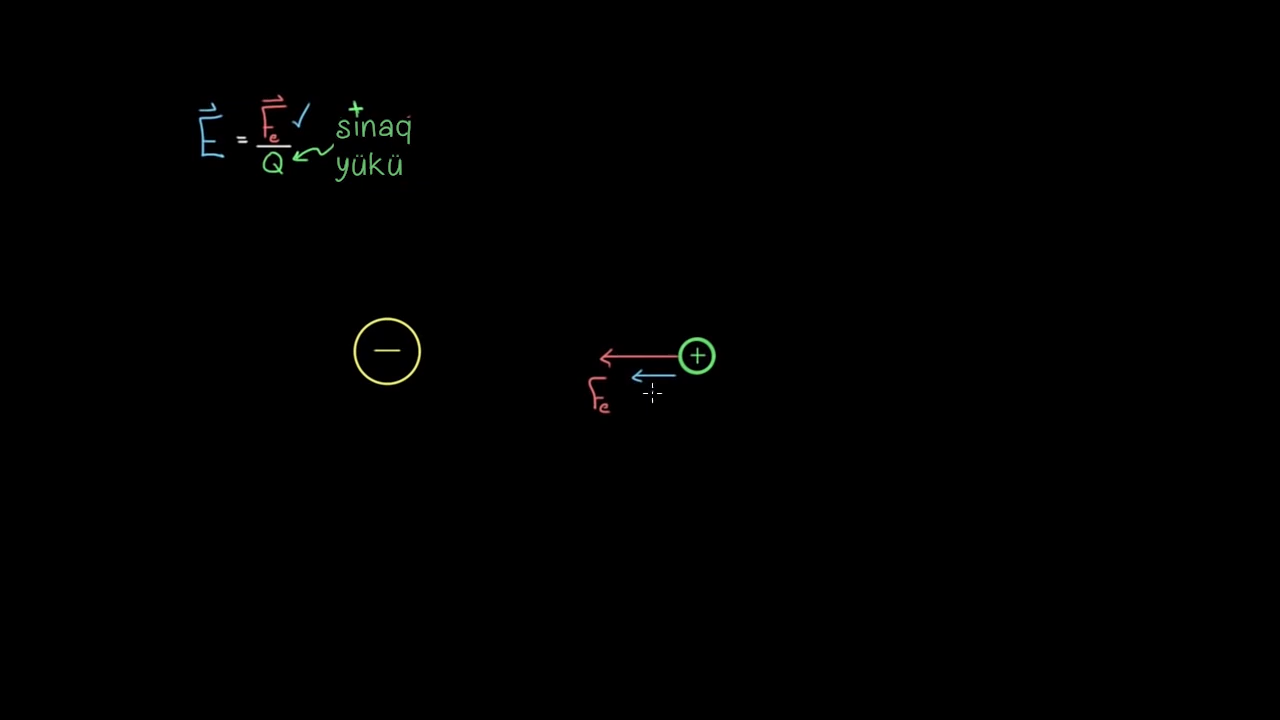 E = Fe / Q
+
sınaq
yükü
−
+
Fe